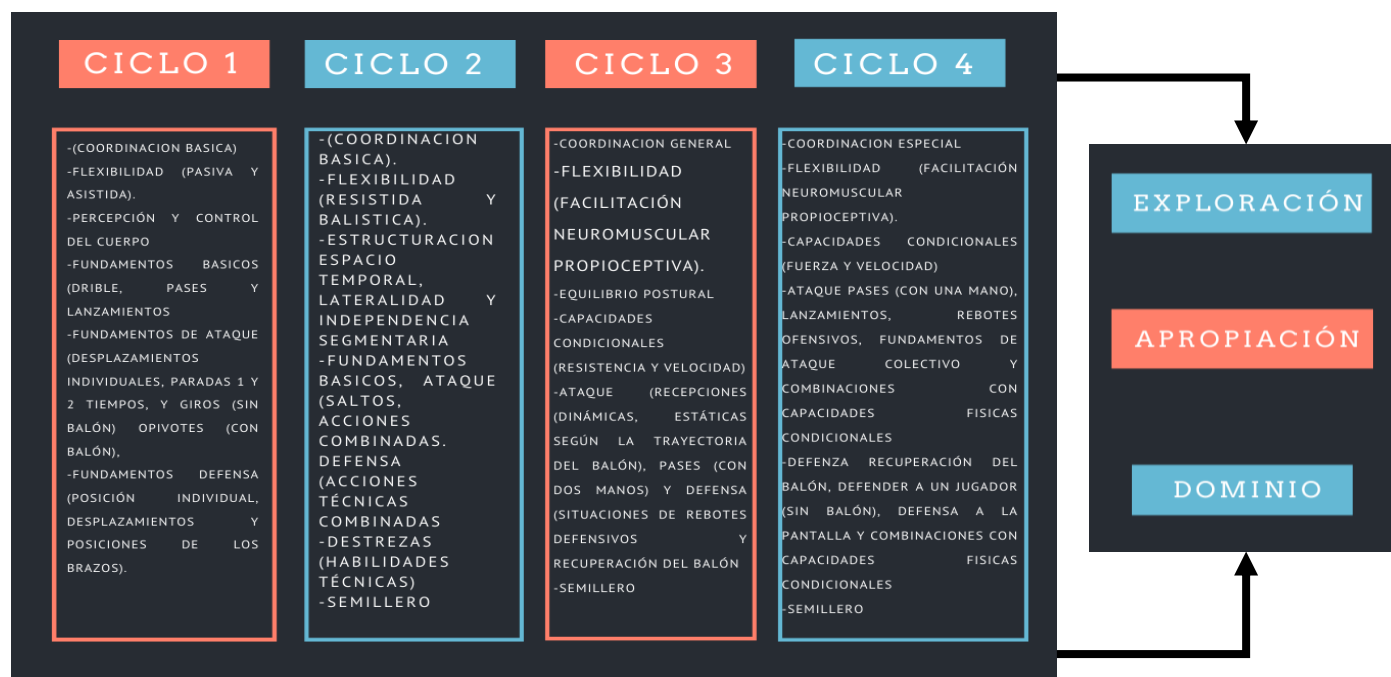 CICLO 1
-(COORDINACION BASICA)
-FLEXIBILIDAD (PASIVA Y
ASISTIDA).
-PERCEPCIÓN Y CONTROL
DEL CUERPO
-FUNDAMENTOS BASICOS
(DRIBLE, PASES Y
LANZAMIENTOS
-FUNDAMENTOS DE ATAQUE
(DESPLAZAMIENTOS
INDIVIDUALES, PARADAS 1 Y
2 TIEMPOS, Y GIROS (SIN
BALÓN) OPIVOTES (CON
BALÓN),
-FUNDAMENTOS DEFENSA
(POSICIÓN INDIVIDUAL,
DESPLAZAMIENTOS Y
POSICIONES DE LOS
BRAZOS).
CICLO 2
-(COORDINACION
BASICA).
-FLEXIBILIDAD
(RESISTIDA Y
BALISTICA).
-ESTRUCTURACION
ESPACIO
TEMPORAL,
LATERALIDAD Y
INDEPENDENCIA
SEGMENTARIA
-FUNDAMENTOS
BASICOS, ATAQUE
(SALTOS,
ACCIONES
COMBINADAS.
DEFENSA
(ACCIONES
TÉCNICAS
COMBINADAS
-DESTREZAS
(HABILIDADES
TÉCNICAS)
-SEMILLERO
CICLO 3
-COORDINACION GENERAL
-FLEXIBILIDAD
(FACILITACIÓN
NEUROMUSCULAR
PROPIOCEPTIVA).
-EQUILIBRIO POSTURAL
-CAPACIDADES
CONDICIONALES
(RESISTENCIA Y VELOCIDAD)
-ATAQUE (RECEPCIONES
(DINÁMICAS, ESTÁTICAS
SEGÚN LA TRAYECTORIA
DEL BALÓN), PASES (CON
DOS MANOS) Y DEFENSA
(SITUACIONES DE REBOTES
DEFENSIVOS Y
RECUPERACIÓN DEL BALÓN
-SEMILLERO
CICLO 4
-COORDINACION ESPECIAL
-FLEXIBILIDAD (FACILITACIÓN
NEUROMUSCULAR
PROPIOCEPTIVA).
-CAPACIDADES CONDICIONALES
(FUERZA Y VELOCIDAD)
-ATAQUE PASES (CON UNA MANO),
LANZAMIENTOS, REBOTES
OFENSIVOS, FUNDAMENTOS DE
ATAQUE COLECTIVO Y
COMBINACIONES CON
CAPACIDADES FISICAS
CONDICIONALES
-DEFENZA RECUPERACIÓN DEL
BALÓN, DEFENDER A UN JUGADOR
(SIN BALÓN), DEFENSA A LA
PANTALLA Y COMBINACIONES CON
CAPACIDADES FISICAS
CONDICIONALES
-SEMILLERO
EXPLORACIÓN
APROPIACIÓN
DOMINIO